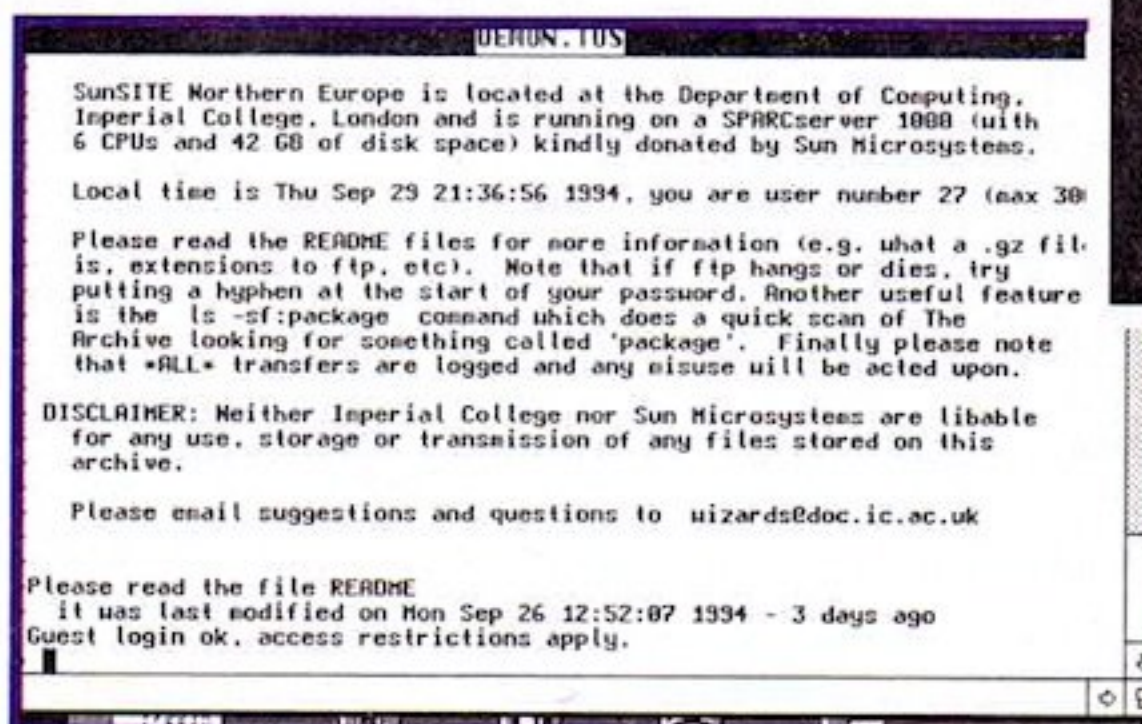 DEMON.TOS
SunSITE Northern Europe is located at the Department of Computing,
Imperial College, London and is running on a SPARCserver 1000 (with
6 CPUs and 42 GB of disk space) kindly donated by Sun Microsystems.
Local time is Thu Sep 29 21:36:56 1994, you are user number 27 (max
Please read the README files for more information (e.g. what a .gz
is, extensions to ftp, etc). Note that if ftp hangs or dies, try
putting a hyphen at the start of your password. Another useful feature
is the ls -sf:package command which does a quick scan of The
Archive looking for something called 'package'. Finally please note
that *ALL* transfers are logged and any misuse will be acted upon.
DISCLAIMER: Neither Imperial College nor Sun Microsystems are libable
for any use, storage or transmission of any files stored on this
archive.
Please email suggestions and questions to wizards@doc.ic.ac.uk
Please read the file README
it was last modified on Mon Sep 26 12:52:07 1994 - 3 days ago
Guest login ok, access restrictions apply.